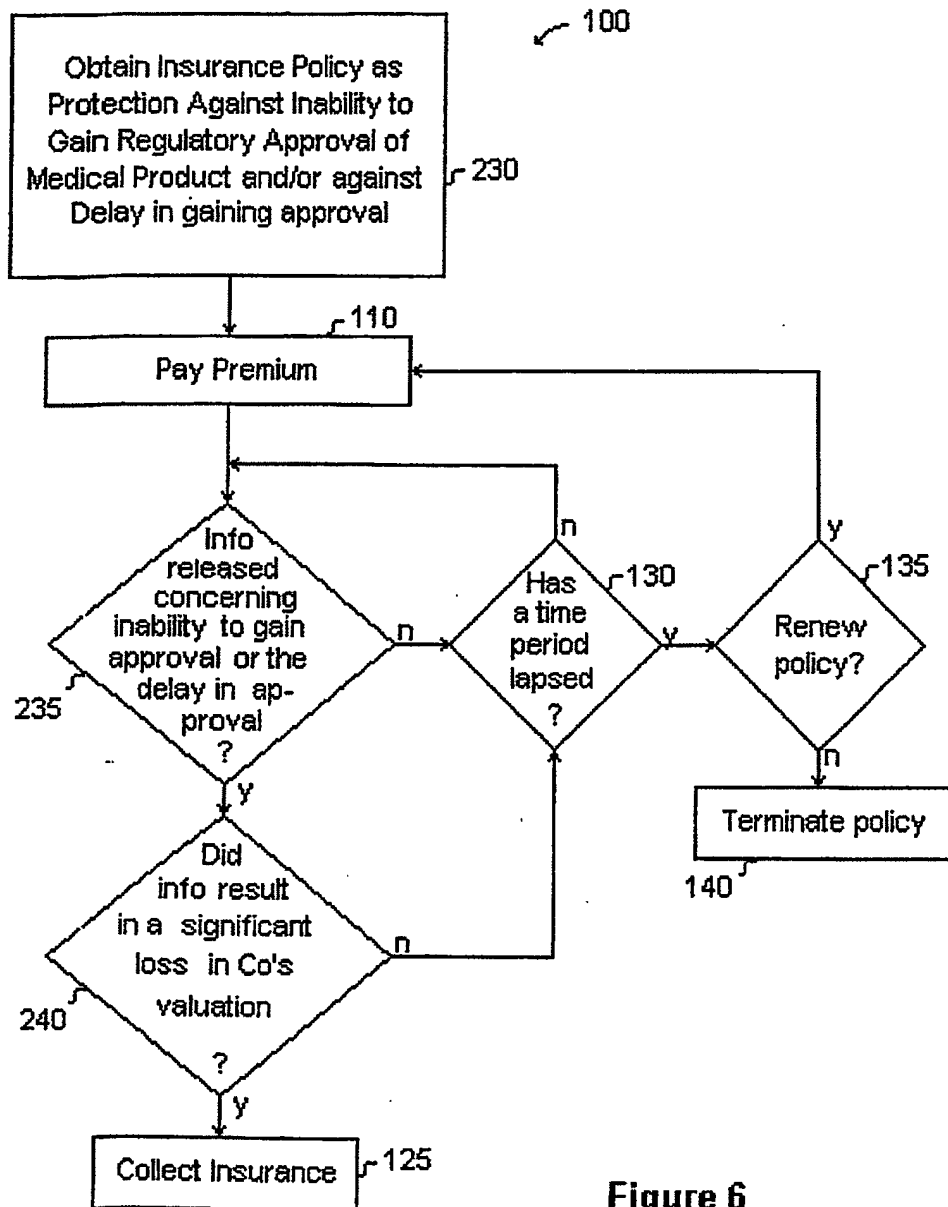 100
Obtain Insurance Policy as
Protection Against Inability to
Gain Regulatory Approval of
Medical Product and/or against
Delay in gaining approval
230
110
Pay Premium
Info
released
concerning
inability to gain
approval or the
delay in ap-
proval
?
235
n
y
Has
a time
period
lapsed
?
130
n
y
Renew
policy?
135
y
n
Terminate policy
140
Did
info result
in a significant
loss in Co's
valuation
?
240
n
y
Collect Insurance
125
Figure 6